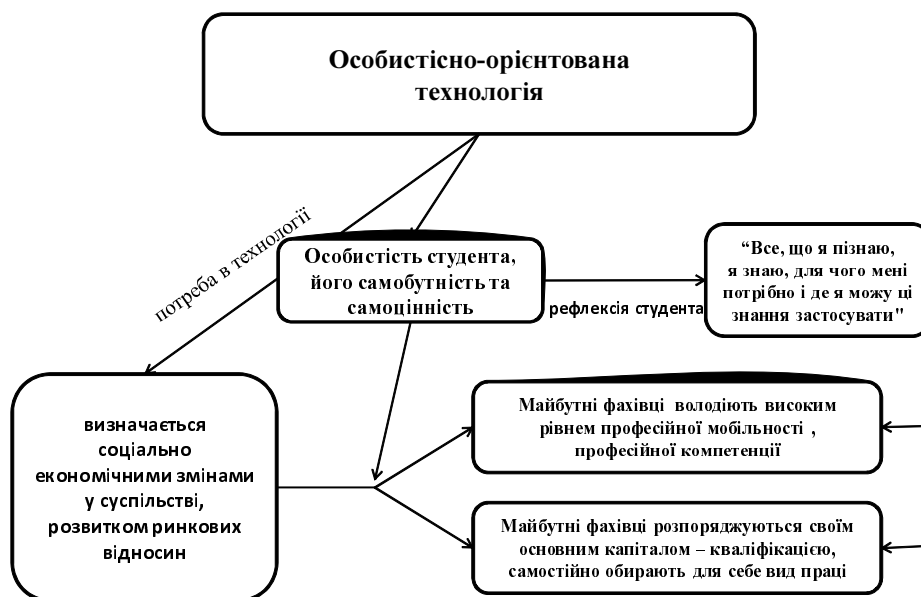 Особистісно-орієнтована
технологія
потреба в технології
Особистість студента,
його самобутність та
самоцінність
рефлексія студента
“Все, що я пізнаю,
я знаю, для чого мені
потрібно і де я можу ці
знання застосувати"
визначається
соціально
економічними змінами
у суспільстві,
розвитком ринкових
відносин
Майбутні фахівці володіють високим
рівнем професійної мобільності ,
професійної компетенції
Майбутні фахівці розпоряджуються своїм
основним капіталом – кваліфікацією,
самостійно обирають для себе вид праці